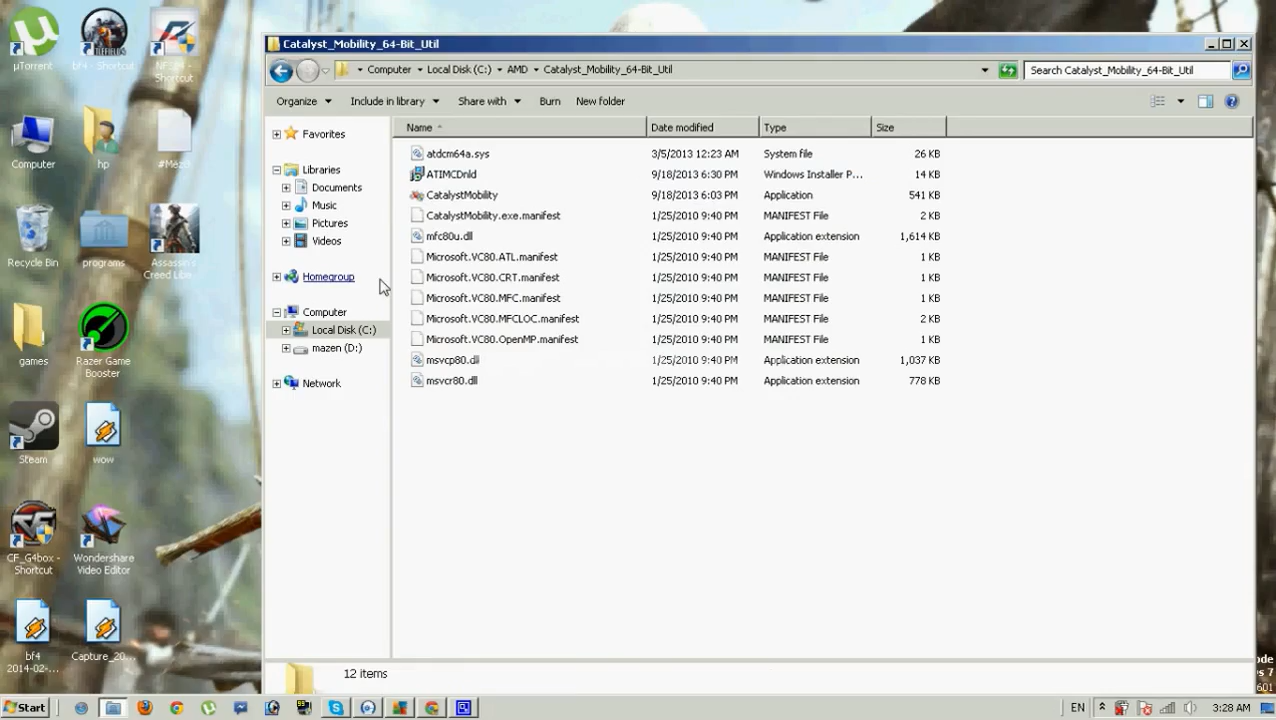 µTorrent
bf4 - Shortcut
NFS14 - Shortcut
Computer
hp
#Maze3
Recycle Bin
programs
Assassin's Creed Libe...
games
Razer Game Booster
Steam
wow
CF_G4box - Shortcut
Wondershare Video Editor
bf4 2014-02-...
Capture_20...
Catalyst_Mobility_64-Bit_Util
Computer
Local Disk (C:)
AMD
Catalyst_Mobility_64-Bit_Util
Search Catalyst_Mobility_64-Bit_Util
Organize
Include in library
Share with
Burn
New folder
Favorites
Libraries
Documents
Music
Pictures
Videos
Homegroup
Computer
Local Disk (C:)
mazen (D:)
Network
Name Date modified Type Size
atdcm64a.sys 3/5/2013 12:23 AM System file 26 KB
ATIMCDnld 9/18/2013 6:30 PM Windows Installer P... 14 KB
CatalystMobility 9/18/2013 6:03 PM Application 541 KB
CatalystMobility.exe.manifest 1/25/2010 9:40 PM MANIFEST File 2 KB
mfc80u.dll 1/25/2010 9:40 PM Application extension 1,614 KB
Microsoft.VC80.ATL.manifest 1/25/2010 9:40 PM MANIFEST File 1 KB
Microsoft.VC80.CRT.manifest 1/25/2010 9:40 PM MANIFEST File 1 KB
Microsoft.VC80.MFC.manifest 1/25/2010 9:40 PM MANIFEST File 1 KB
Microsoft.VC80.MFCLOC.manifest 1/25/2010 9:40 PM MANIFEST File 2 KB
Microsoft.VC80.OpenMP.manifest 1/25/2010 9:40 PM MANIFEST File 1 KB
msvcp80.dll 1/25/2010 9:40 PM Application extension 1,037 KB
msvcr80.dll 1/25/2010 9:40 PM Application extension 778 KB
12 items
ode
s 7
601
Start
EN
3:28 AM